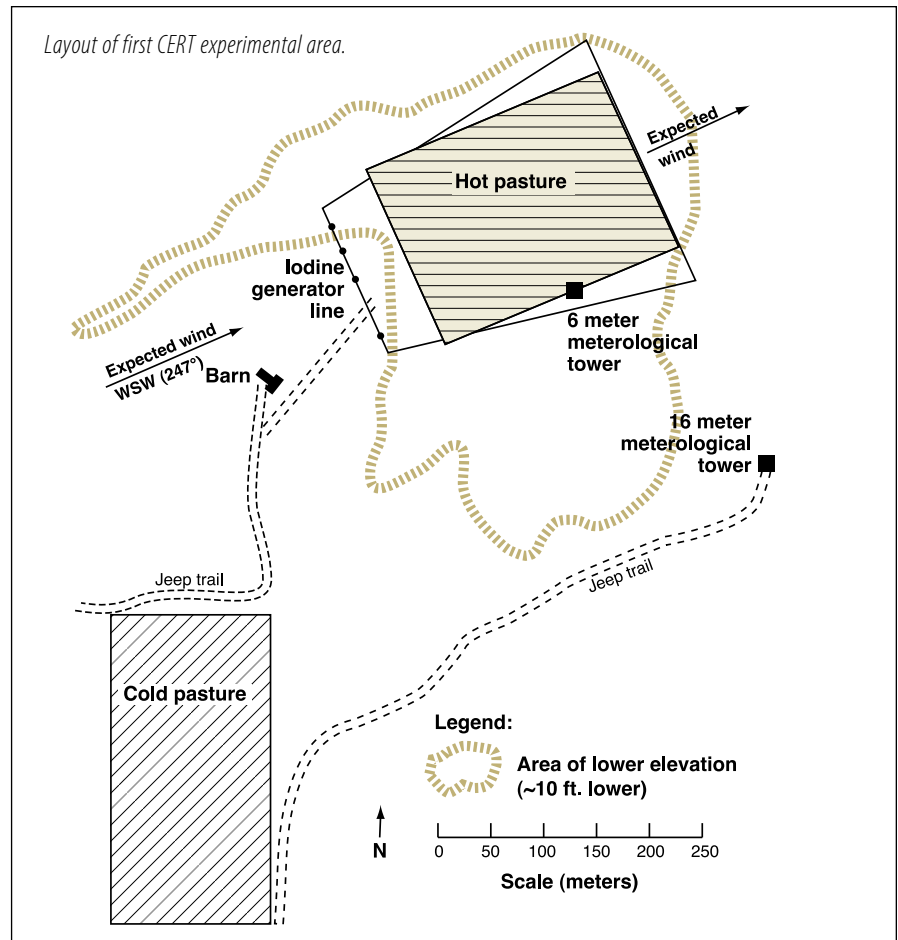 Layout of first CERT experimental area.
Expected
wind
Hot pasture
Iodine
generator
line
6 meter
meterological
tower
Expected wind
WSW (247°)
Barn
16 meter
meterological
tower
Jeep trail
Jeep trail
Cold pasture
Legend:
Area of lower elevation
(~10 ft. lower)
N
0 50 100 150 200 250
Scale (meters)